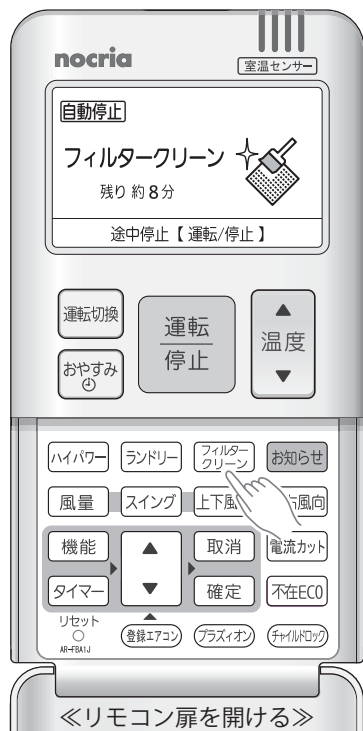 nocria
室温センサー
自動停止
フィルタークリーン
残り 約8分
途中停止【 運転/停止 】
運転切換
運転
停止
温度
おやすみ
ハイパワー
ランドリー
フィルター
クリーン
お知らせ
風量
スイング
上下風
右風向
機能
取消
電流カット
タイマー
確定
不在ECO
リセット
AR-FBA1J
登録エアコン
プラズィオン
チャイルドロック
≪リモコン扉を開ける≫